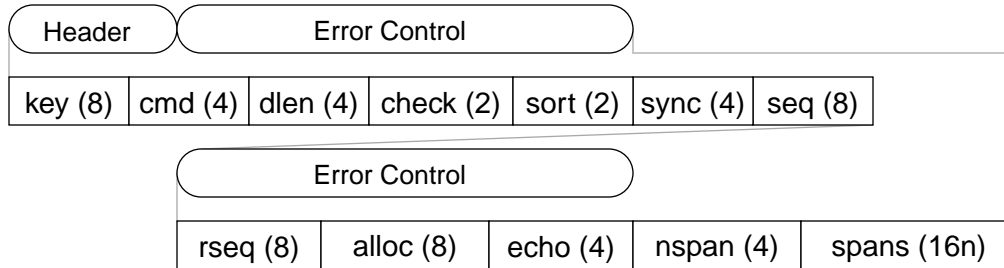 Header Error Control
key (8) cmd (4) dlen (4) check (2) sort (2) sync (4) seq (8)
Error Control
rseq (8) alloc (8) echo (4) nspan (4) spans (16n)